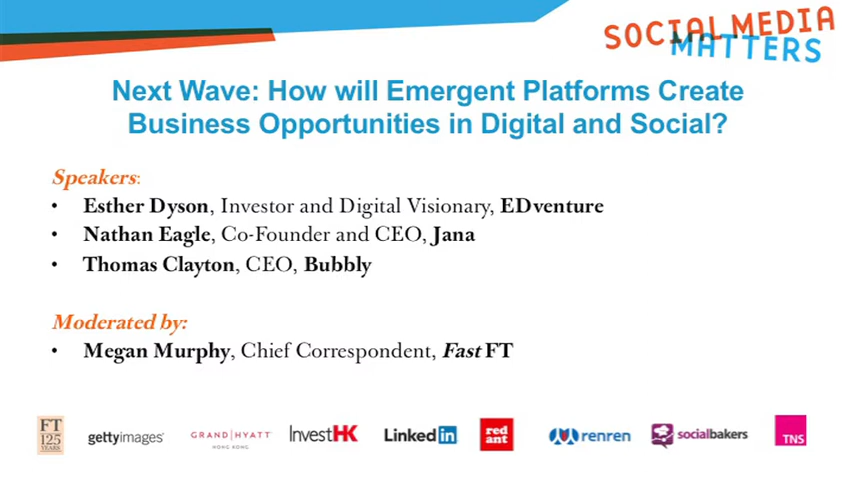 SOCIAL MEDIA
MATTERS
Next Wave: How will Emergent Platforms Create
Business Opportunities in Digital and Social?
Speakers:
• Esther Dyson, Investor and Digital Visionary, EDventure
• Nathan Eagle, Co-Founder and CEO, Jana
• Thomas Clayton, CEO, Bubbly
Moderated by:
• Megan Murphy, Chief Correspondent, Fast FT
FT
125
YEARS
gettyimages
GRAND HYATT
HONG KONG
InvestHK
LinkedIn
red
ant
renren
socialbakers
TNS